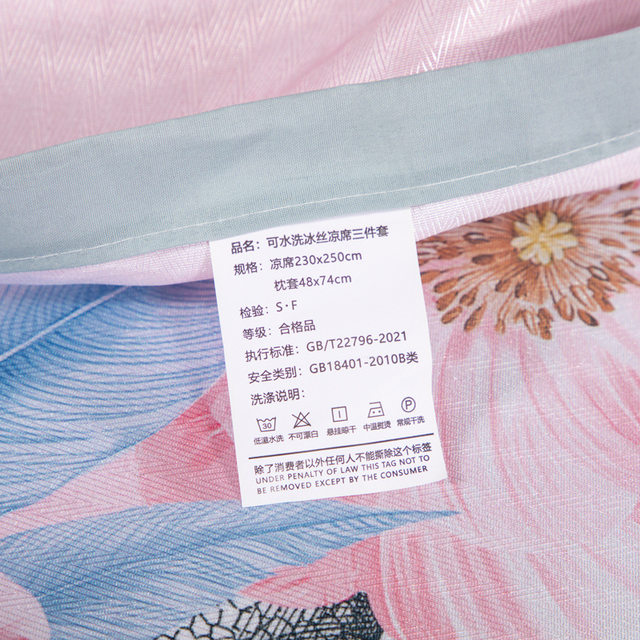 品名：可水洗冰丝凉席三件套
规格：凉席230x250cm
枕套48x74cm
检验：S·F
等级：合格品
执行标准：GB/T22796-2021
安全类别：GB18401-2010B类
洗涤说明：
30 P
低温水洗 不可漂白 悬挂晾干 中温熨烫 常规干洗
除了消费者以外任何人不能撕除这个标签
UNDER PENALTY OF LAW THIS TAG NOT TO
BE REMOVED EXCEPT BY THE CONSUMER